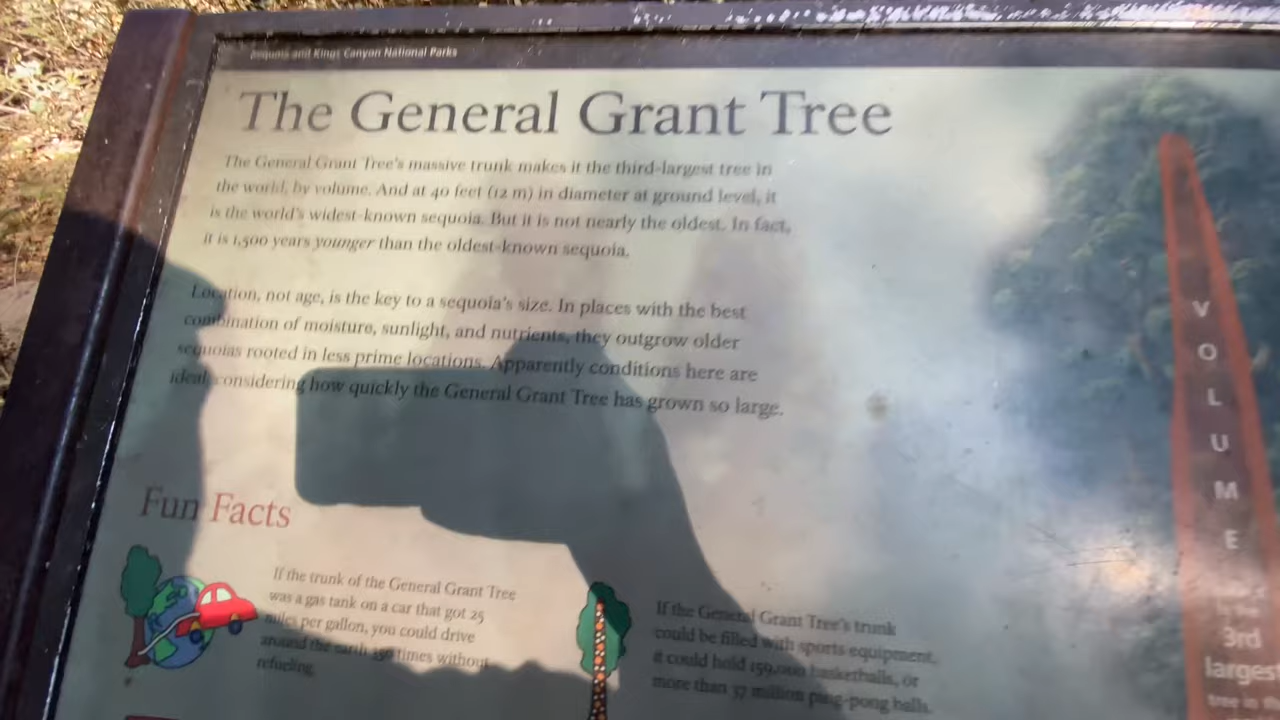 Sequoia and Kings Canyon National Parks
The General Grant Tree
The General Grant Tree's massive trunk makes it the third-largest tree in
the world, by volume. And at 40 feet (12 m) in diameter at ground level, it
is the world's widest-known sequoia. But it is not nearly the oldest. In fact,
it is 1,500 years younger than the oldest-known sequoia.
Location, not age, is the key to a sequoia's size. In places with the best
combination of moisture, sunlight, and nutrients, they outgrow older
sequoias rooted in less prime locations. Apparently conditions here are
ideal, considering how quickly the General Grant Tree has grown so large.
Fun Facts
If the trunk of the General Grant Tree
was a gas tank on a car that got 25
miles per gallon, you could drive
around the earth 350 times without
refueling.
If the General Grant Tree's trunk
could be filled with sports equipment,
it could hold 159,000 basketballs, or
more than 37 million ping-pong balls.
VOLUME
3rd
largest
tree in